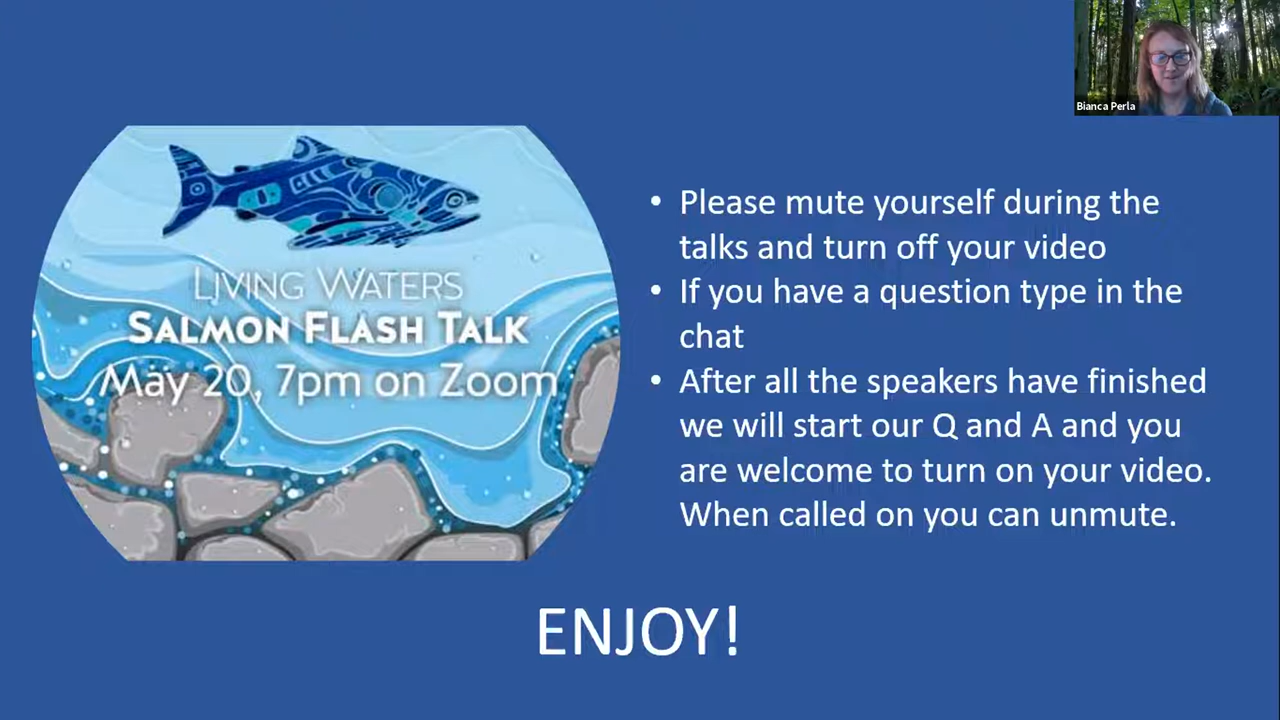 Bianca Perla
LIVING WATERS
SALMON FLASH TALK
May 20, 7pm on Zoom
• Please mute yourself during the
talks and turn off your video
• If you have a question type in the
chat
• After all the speakers have finished
we will start our Q and A and you
are welcome to turn on your video.
When called on you can unmute.
ENJOY!